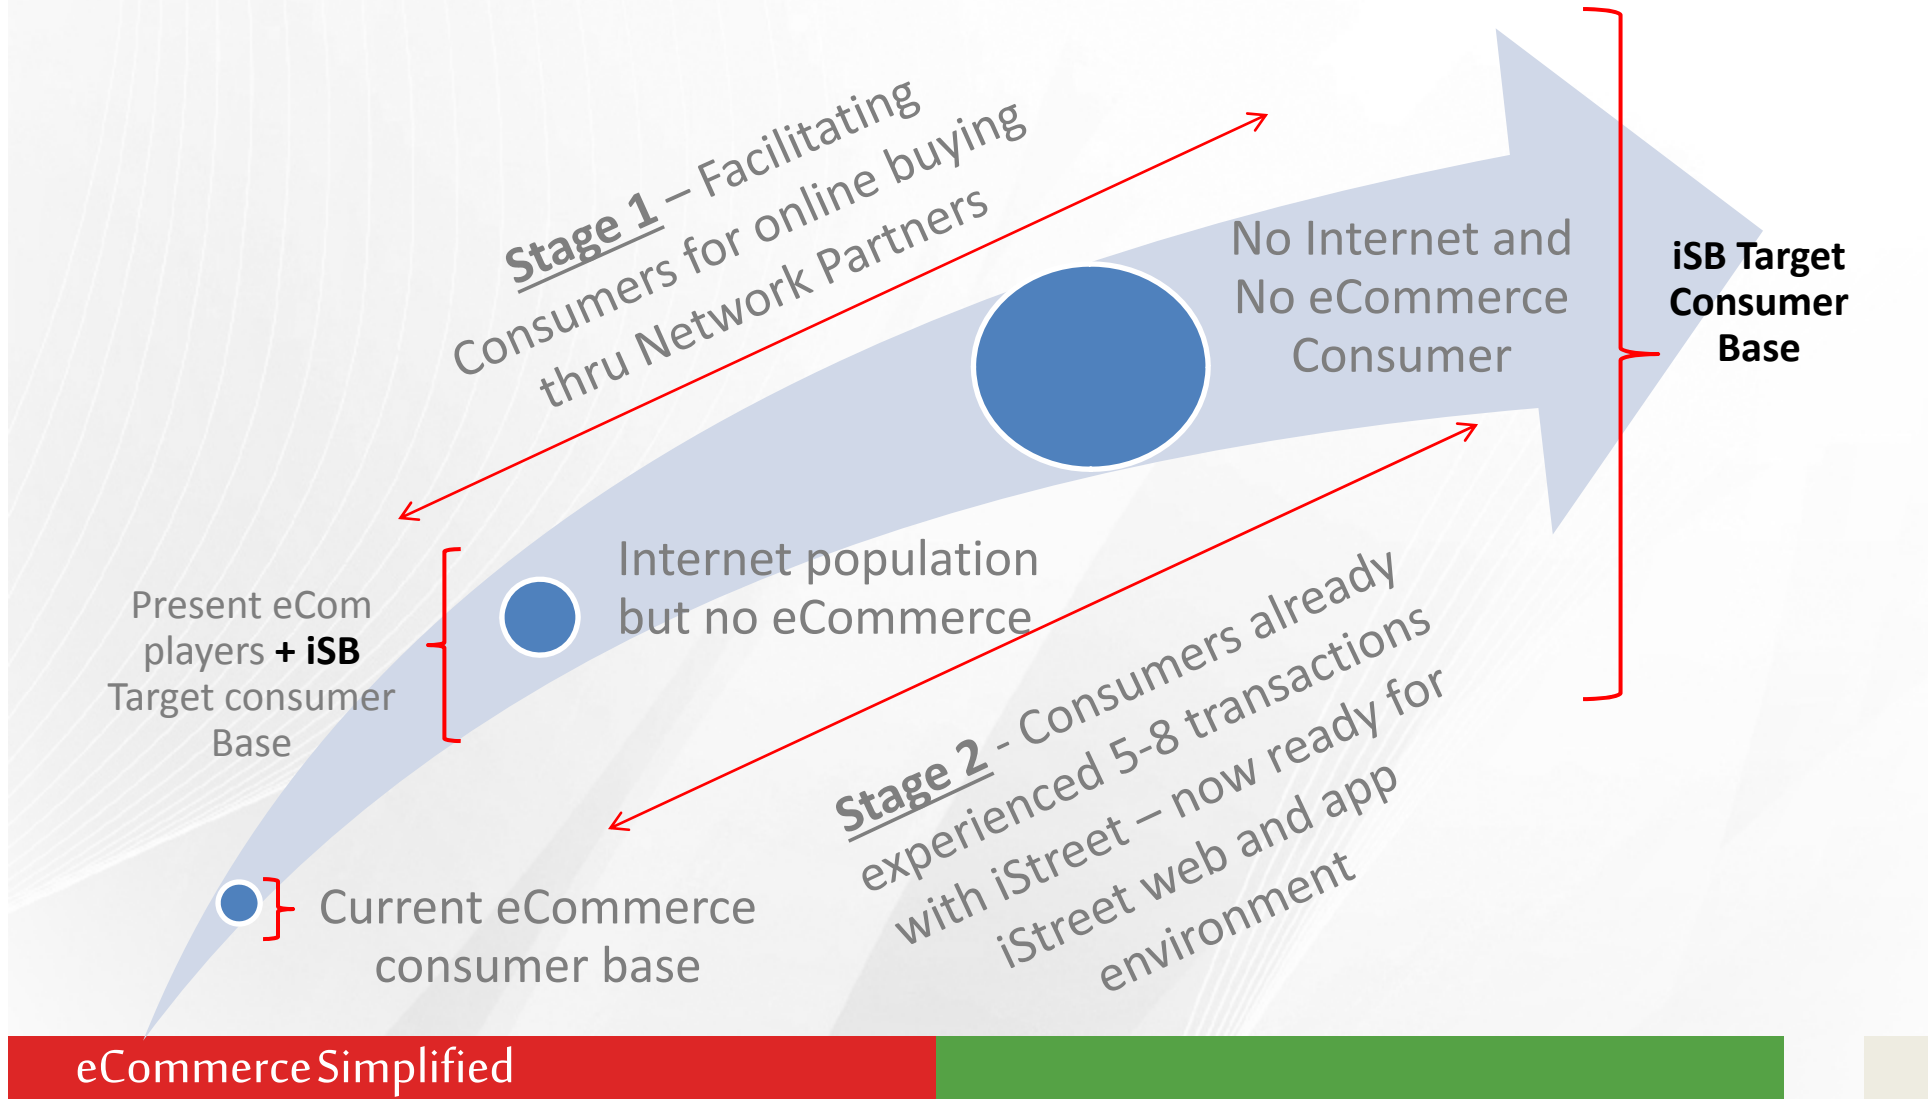 Stage 1 – Facilitating
Consumers for online buying
thru Network Partners
No Internet and
No eCommerce
Consumer
iSB Target
Consumer
Base
Internet population
but no eCommerce
Present eCom
players + iSB
Target consumer
Base
Stage 2 - Consumers already
experienced 5-8 transactions
with iStreet – now ready for
iStreet web and app
environment
Current eCommerce
consumer base
eCommerce Simplified